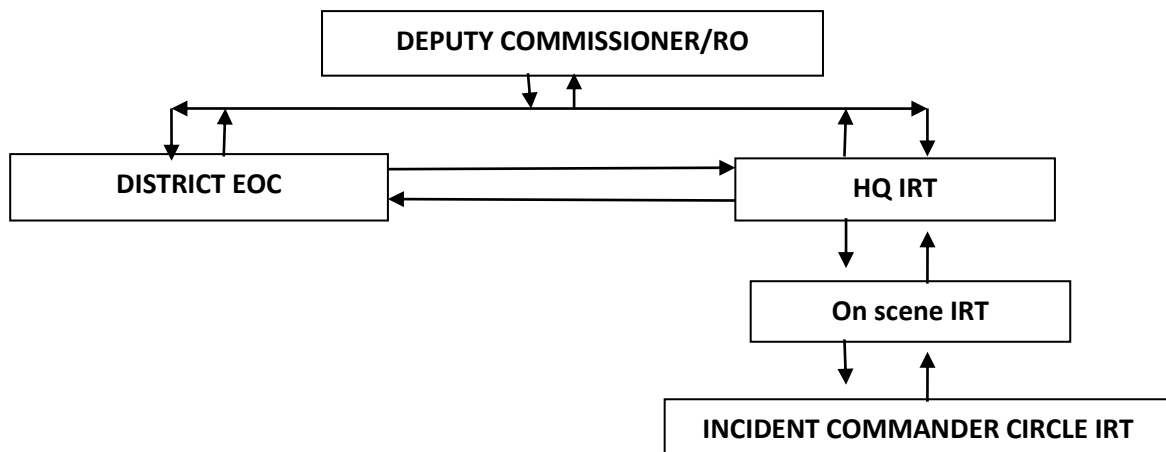 DEPUTY COMMISSIONER/RO
DISTRICT EOC
HQ IRT
On scene IRT
INCIDENT COMMANDER CIRCLE IRT